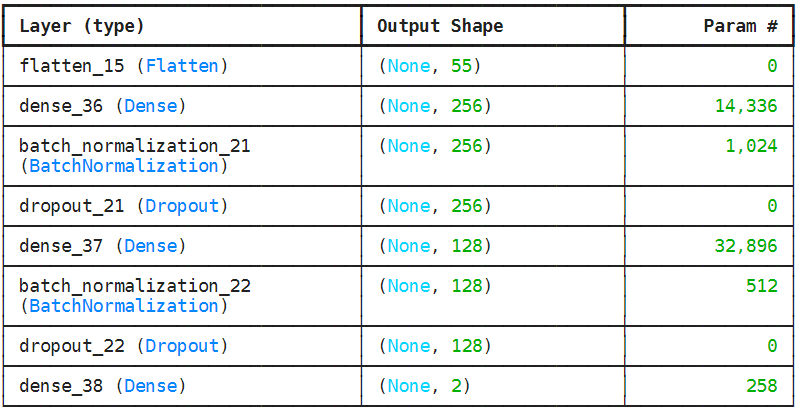 Layer (type) Output Shape Param #
flatten_15 (Flatten) (None, 55) 0
dense_36 (Dense) (None, 256) 14,336
batch_normalization_21 (None, 256) 1,024
(BatchNormalization)
dropout_21 (Dropout) (None, 256) 0
dense_37 (Dense) (None, 128) 32,896
batch_normalization_22 (None, 128) 512
(BatchNormalization)
dropout_22 (Dropout) (None, 128) 0
dense_38 (Dense) (None, 2) 258